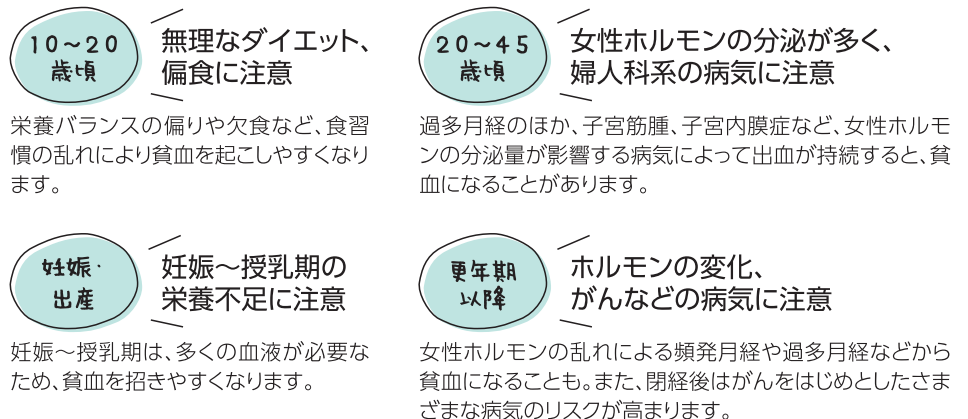 10～20
歳頃
無理なダイエット、
偏食に注意
栄養バランスの偏りや欠食など、食習
慣の乱れにより貧血を起こしやすくなり
ます。
20～45
歳頃
女性ホルモンの分泌が多く、
婦人科系の病気に注意
過多月経のほか、子宮筋腫、子宮内膜症など、女性ホルモ
ンの分泌量が影響する病気によって出血が持続すると、貧
血になることがあります。
妊娠・
出産
妊娠～授乳期の
栄養不足に注意
妊娠～授乳期は、多くの血液が必要な
ため、貧血を招きやすくなります。
更年期
以降
ホルモンの変化、
がんなどの病気に注意
女性ホルモンの乱れによる頻発月経や過多月経などから
貧血になることも。また、閉経後はがんをはじめとしたさま
ざまな病気のリスクが高まります。